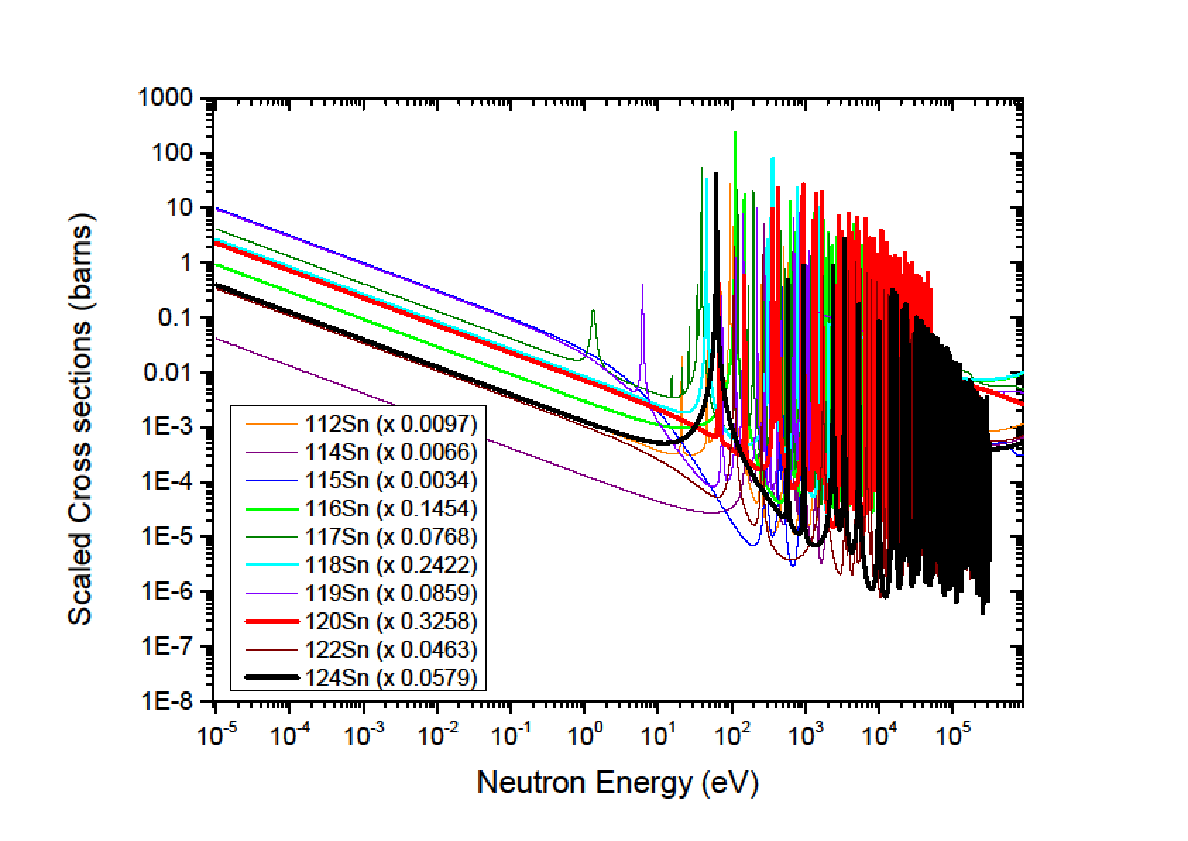 1000
100
10
1
0.1
0.01
1E-3
1E-4
1E-5
1E-6
1E-7
1E-8
Scaled Cross sections (barns)
112Sn (x 0.0097)
114Sn (x 0.0066)
115Sn (x 0.0034)
116Sn (x 0.1454)
117Sn (x 0.0768)
118Sn (x 0.2422)
119Sn (x 0.0859)
120Sn (x 0.3258)
122Sn (x 0.0463)
124Sn (x 0.0579)
10⁻⁵ 10⁻⁴ 10⁻³ 10⁻² 10⁻¹ 10⁰ 10¹ 10² 10³ 10⁴ 10⁵
Neutron Energy (eV)